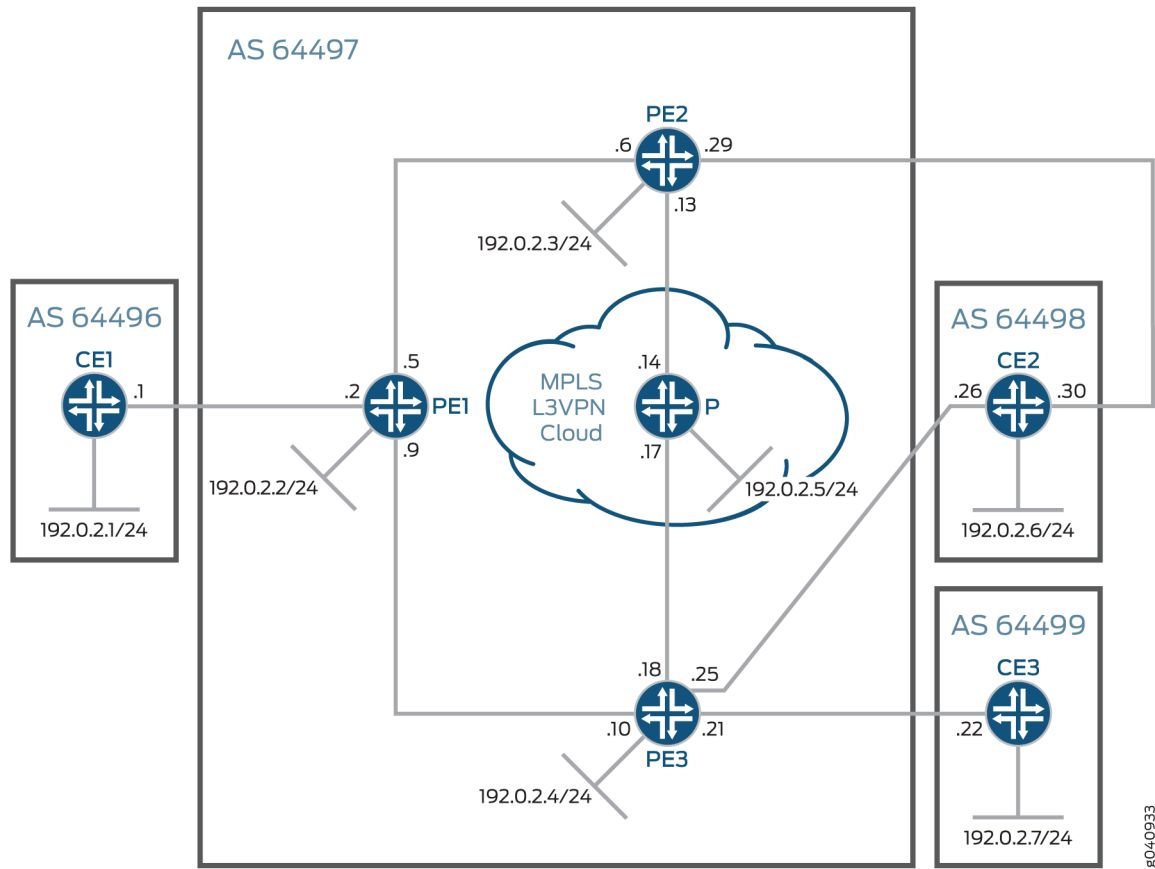 AS 64497
PE2
.6
.29
.13
192.0.2.3/24
AS 64496
CE1
.1
192.0.2.1/24
.5
.2
PE1
.9
192.0.2.2/24
MPLS
L3VPN
Cloud
.14
P
.17
192.0.2.5/24
AS 64498
CE2
.26
.30
192.0.2.6/24
.18
.25
.10
.21
PE3
192.0.2.4/24
AS 64499
CE3
.22
192.0.2.7/24
g040933